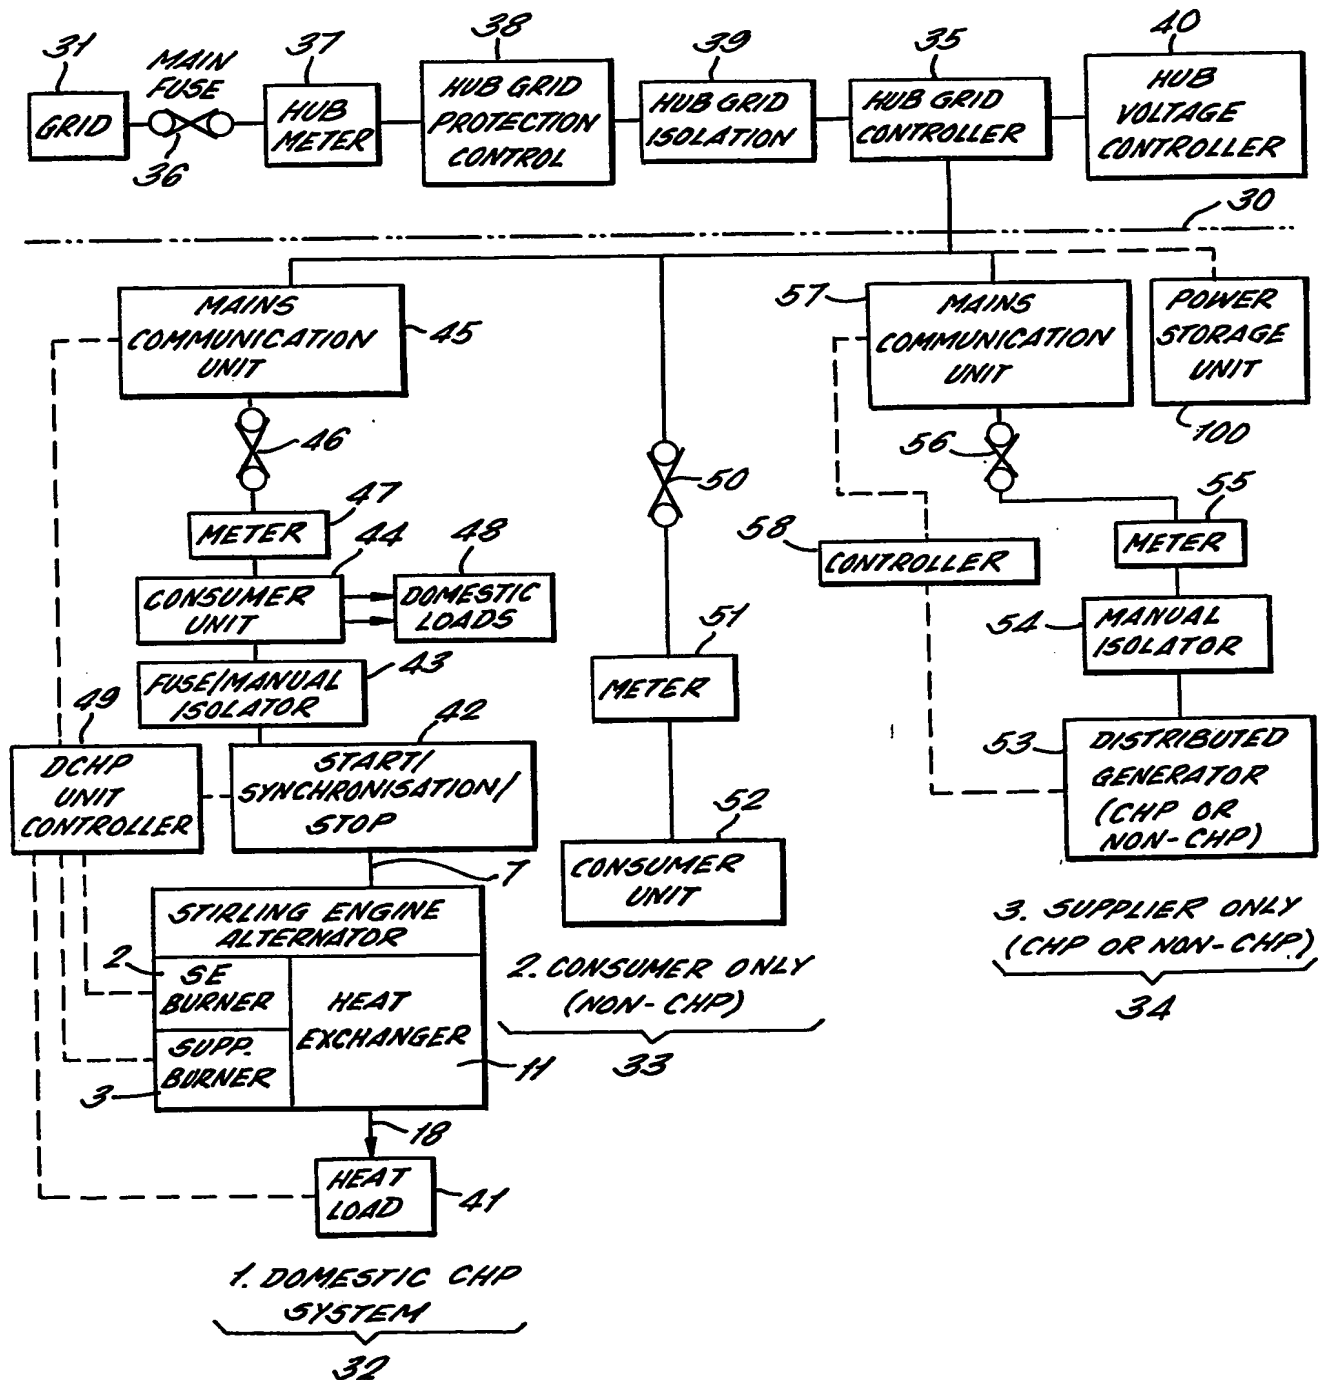 31
MAIN
FUSE
37
38
39
35
40
GRID
36
HUB
METER
HUB GRID
PROTECTION
CONTROL
HUB GRID
ISOLATION
HUB GRID
CONTROLLER
HUB
VOLTAGE
CONTROLLER
30
MAINS
COMMUNICATION
UNIT
45
57
MAINS
COMMUNICATION
UNIT
POWER
STORAGE
UNIT
100
46
50
56
47
METER
44
48
CONSUMER
UNIT
DOMESTIC
LOADS
58
CONTROLLER
55
METER
43
FUSE/MANUAL
ISOLATOR
51
METER
54
MANUAL
ISOLATOR
49
DCHP
UNIT
CONTROLLER
42
START/
SYNCHRONISATION/
STOP
53
DISTRIBUTED
GENERATOR
(CHP OR
NON-CHP)
7
52
CONSUMER
UNIT
STIRLING ENGINE
ALTERNATOR
2
SE
BURNER
HEAT
EXCHANGER
3
SUPP.
BURNER
11
2. CONSUMER ONLY
(NON-CHP)
33
3. SUPPLIER ONLY
(CHP OR NON-CHP)
34
18
HEAT
LOAD
41
1. DOMESTIC CHP
SYSTEM
32